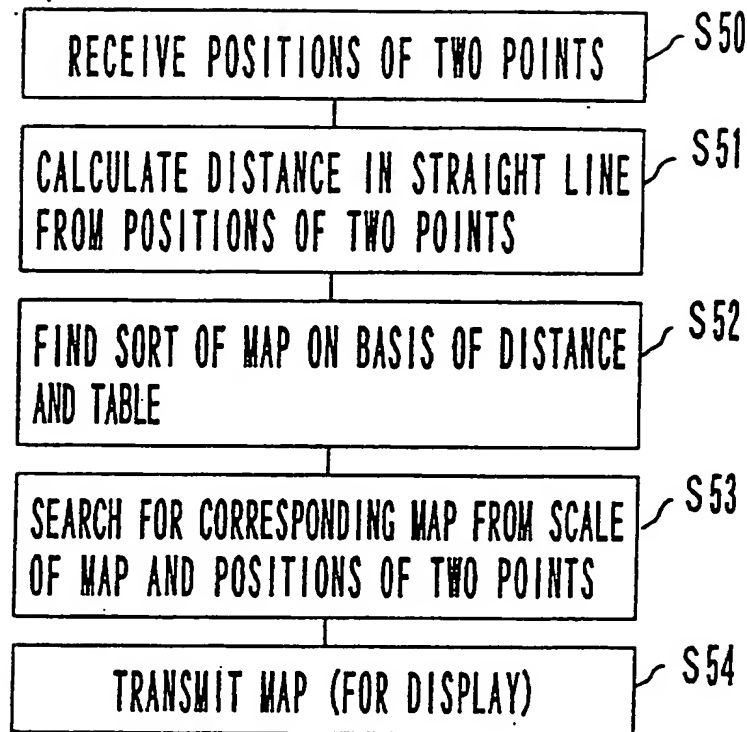 RECEIVE POSITIONS OF TWO POINTS S50
CALCULATE DISTANCE IN STRAIGHT LINE S51
FROM POSITIONS OF TWO POINTS
FIND SORT OF MAP ON BASIS OF DISTANCE S52
AND TABLE
SEARCH FOR CORRESPONDING MAP FROM SCALE S53
OF MAP AND POSITIONS OF TWO POINTS
TRANSMIT MAP (FOR DISPLAY) S54